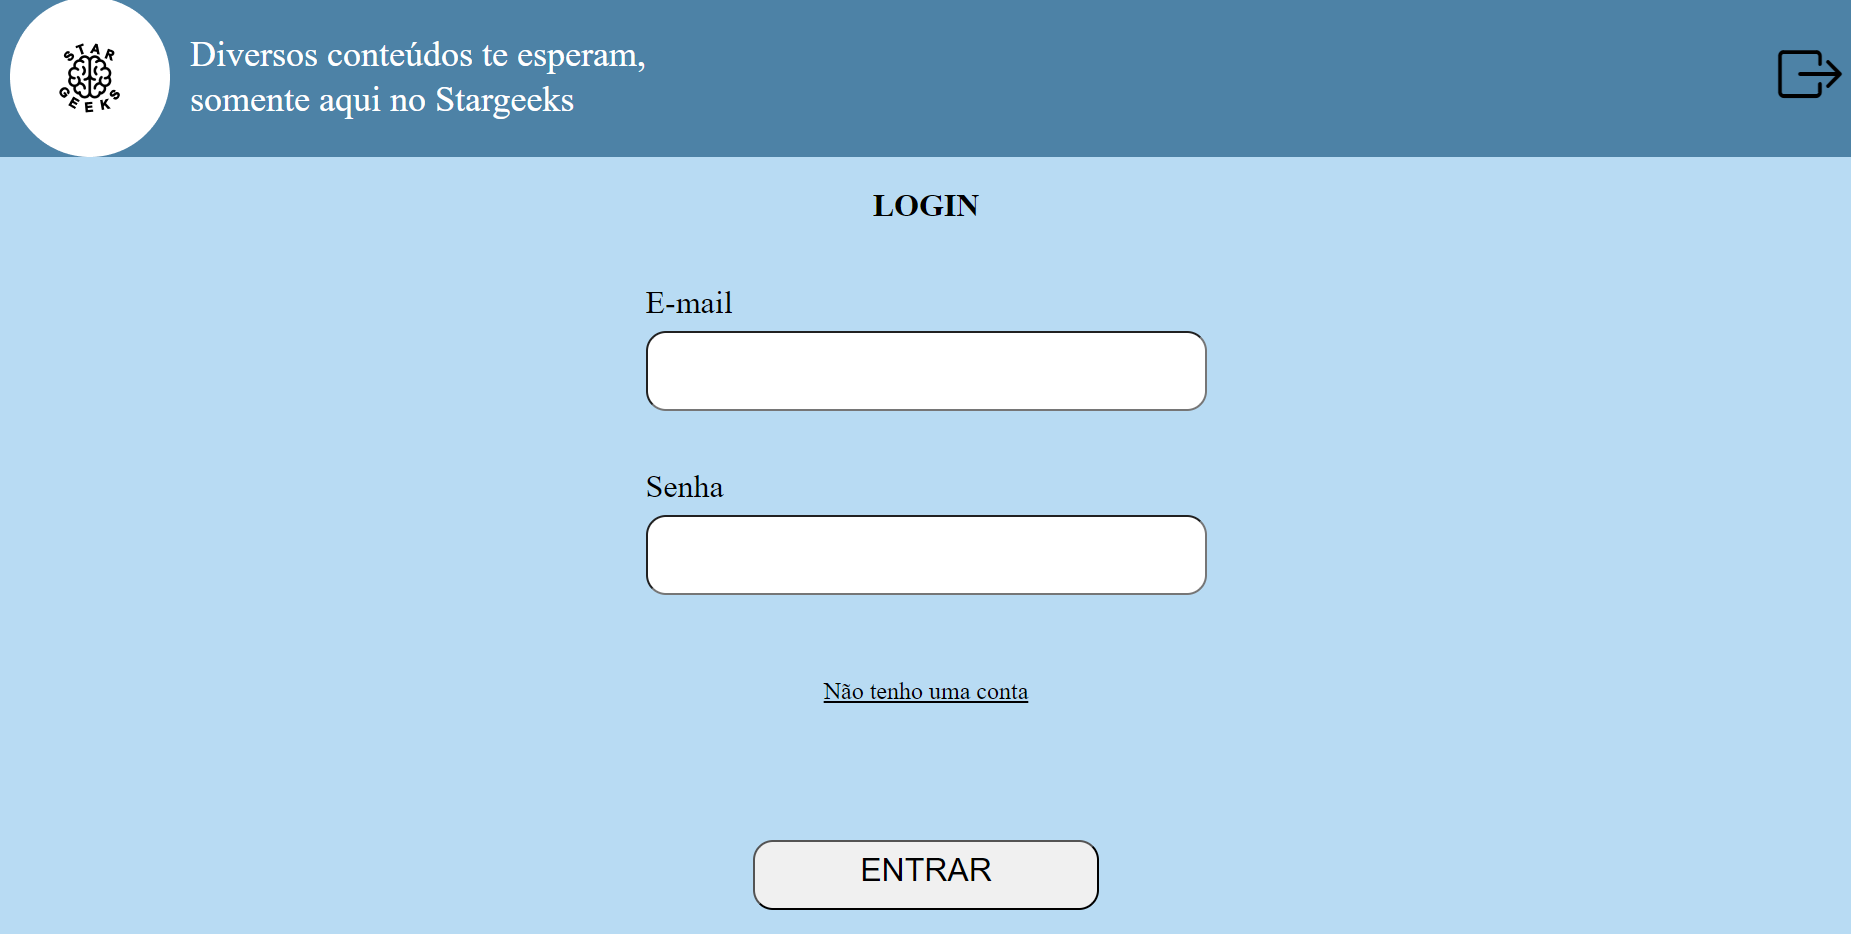 STAR
GEEKS
Diversos conteúdos te esperam,
somente aqui no Stargeeks
LOGIN
E-mail
Senha
Não tenho uma conta
ENTRAR